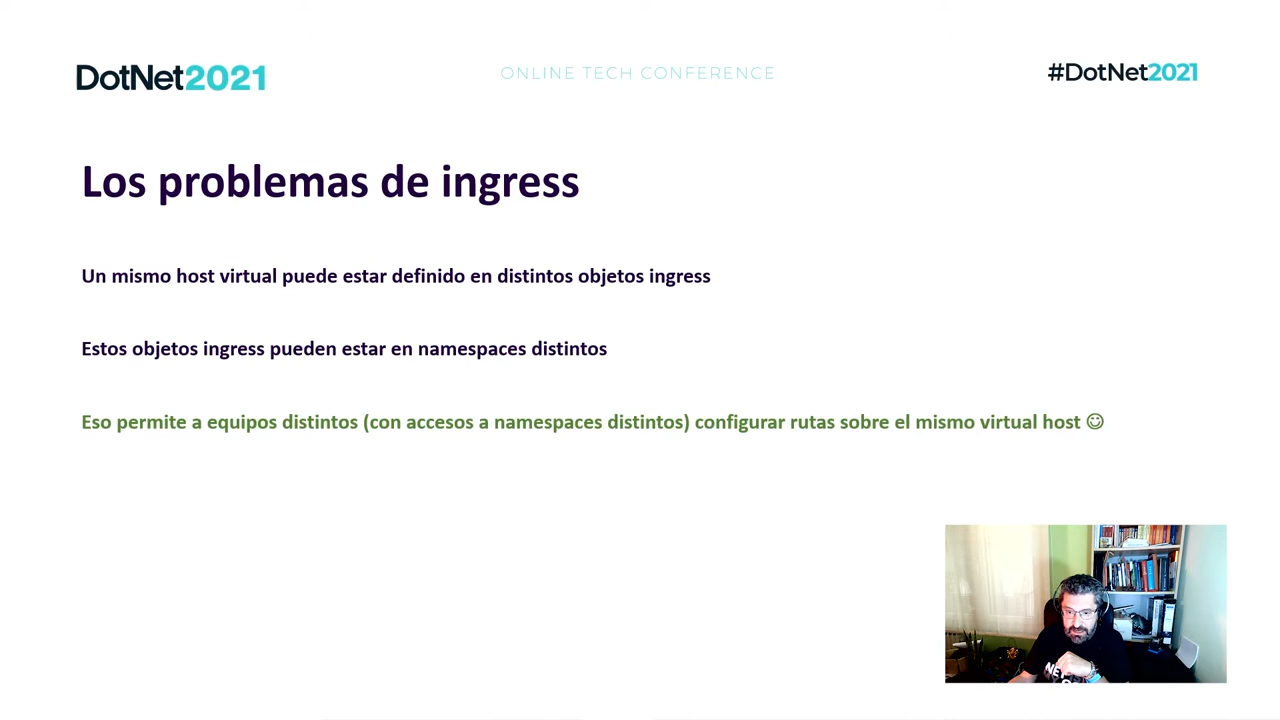 DotNet2021
ONLINE TECH CONFERENCE
#DotNet2021
Los problemas de ingress
Un mismo host virtual puede estar definido en distintos objetos ingress
Estos objetos ingress pueden estar en namespaces distintos
Eso permite a equipos distintos (con accesos a namespaces distintos) configurar rutas sobre el mismo virtual host ☺